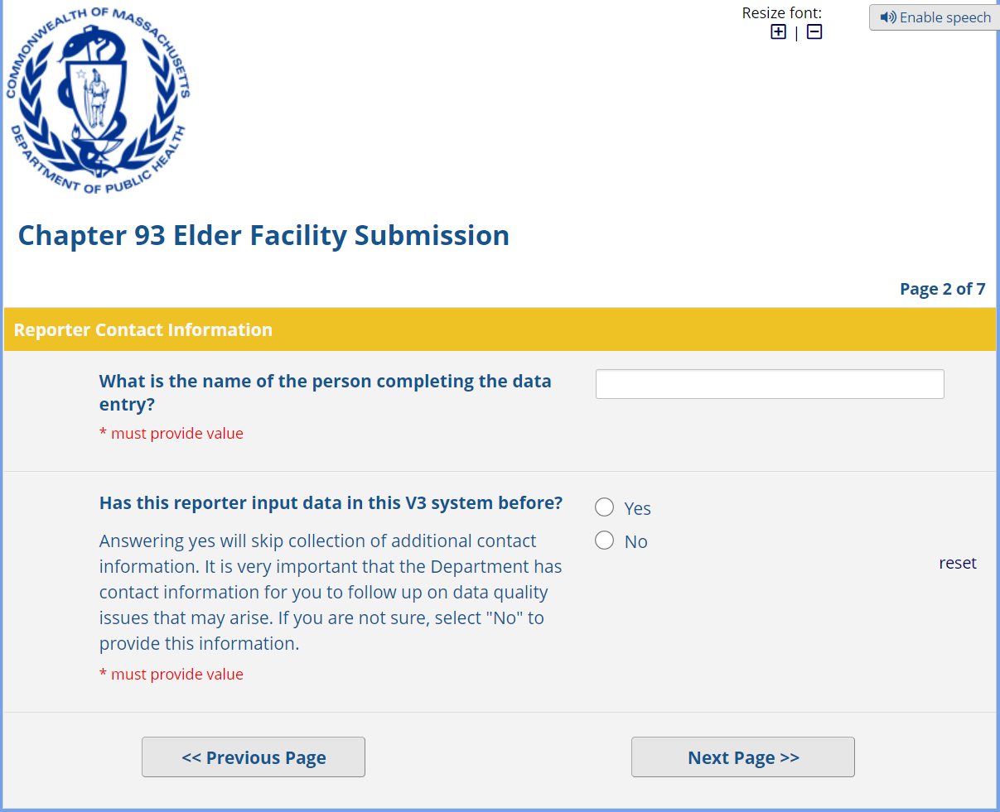 COMMONWEALTH OF MASSACHUSETTS
DEPARTMENT OF PUBLIC HEALTH
Resize font:
|
Enable speech
Chapter 93 Elder Facility Submission
Page 2 of 7
Reporter Contact Information
What is the name of the person completing the data
entry?
* must provide value
Has this reporter input data in this V3 system before?
Answering yes will skip collection of additional contact
information. It is very important that the Department has
contact information for you to follow up on data quality
issues that may arise. If you are not sure, select "No" to
provide this information.
* must provide value
Yes
No
reset
<< Previous Page
Next Page >>